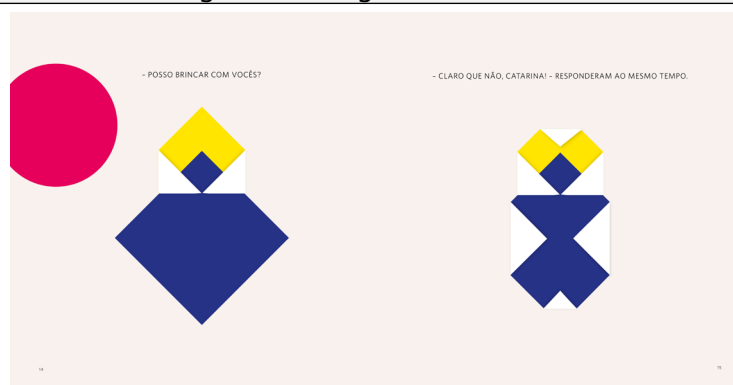 – POSSO BRINCAR COM VOCÊS?
– CLARO QUE NÃO, CATARINA! – RESPONDERAM AO MESMO TEMPO.
14
15